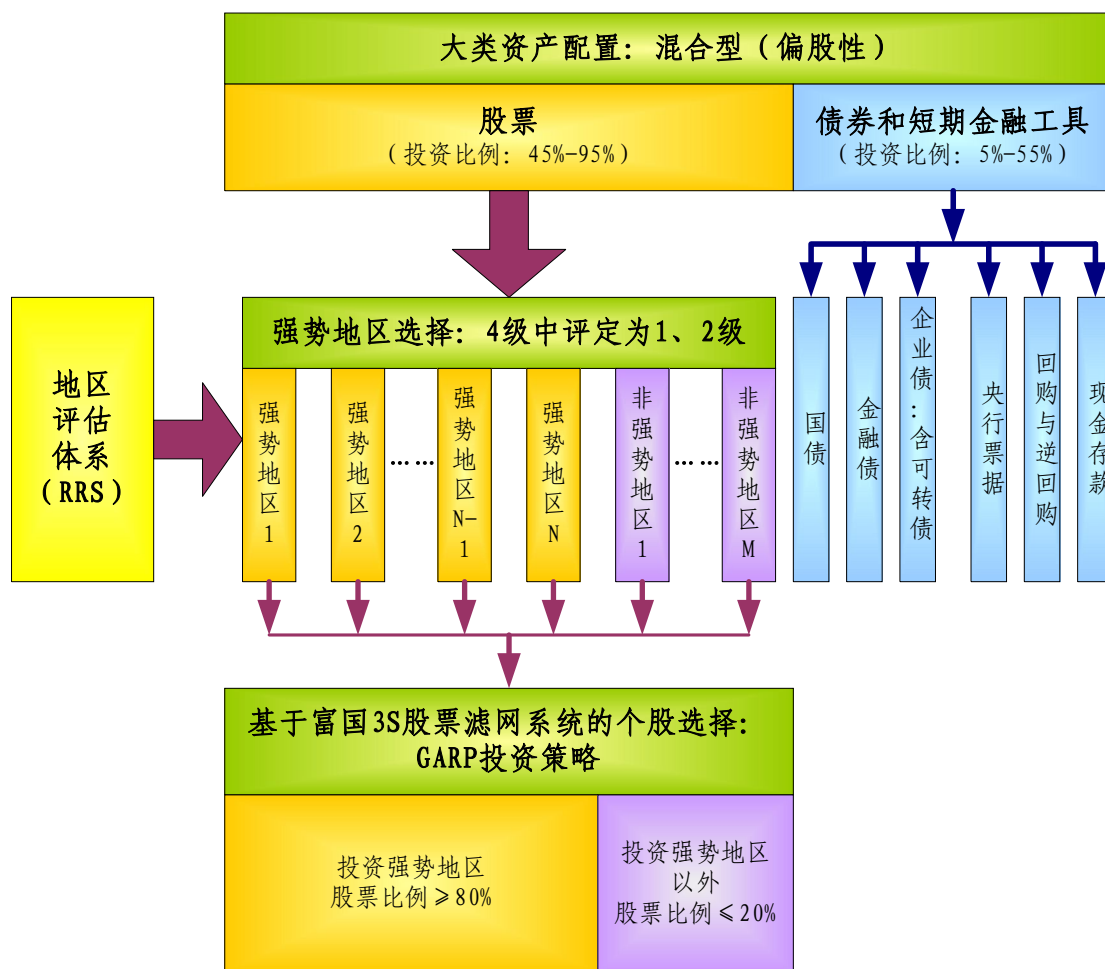 大类资产配置：混合型（偏股性）
股票
（投资比例：45%-95%）
债券和短期金融工具
（投资比例：5%-55%）
地区
评估
体系
（RRS）
强势地区选择：4级中评定为1、2级
强势地区1
强势地区2
……
强势地区N-1
强势地区N
非强势地区1
……
非强势地区M
国债
金融债
企业债：含可转债
央行票据
回购与逆回购
现金存款
基于富国3S股票滤网系统的个股选择：
GARP投资策略
投资强势地区
股票比例≥80%
投资强势地区
以外
股票比例≤20%